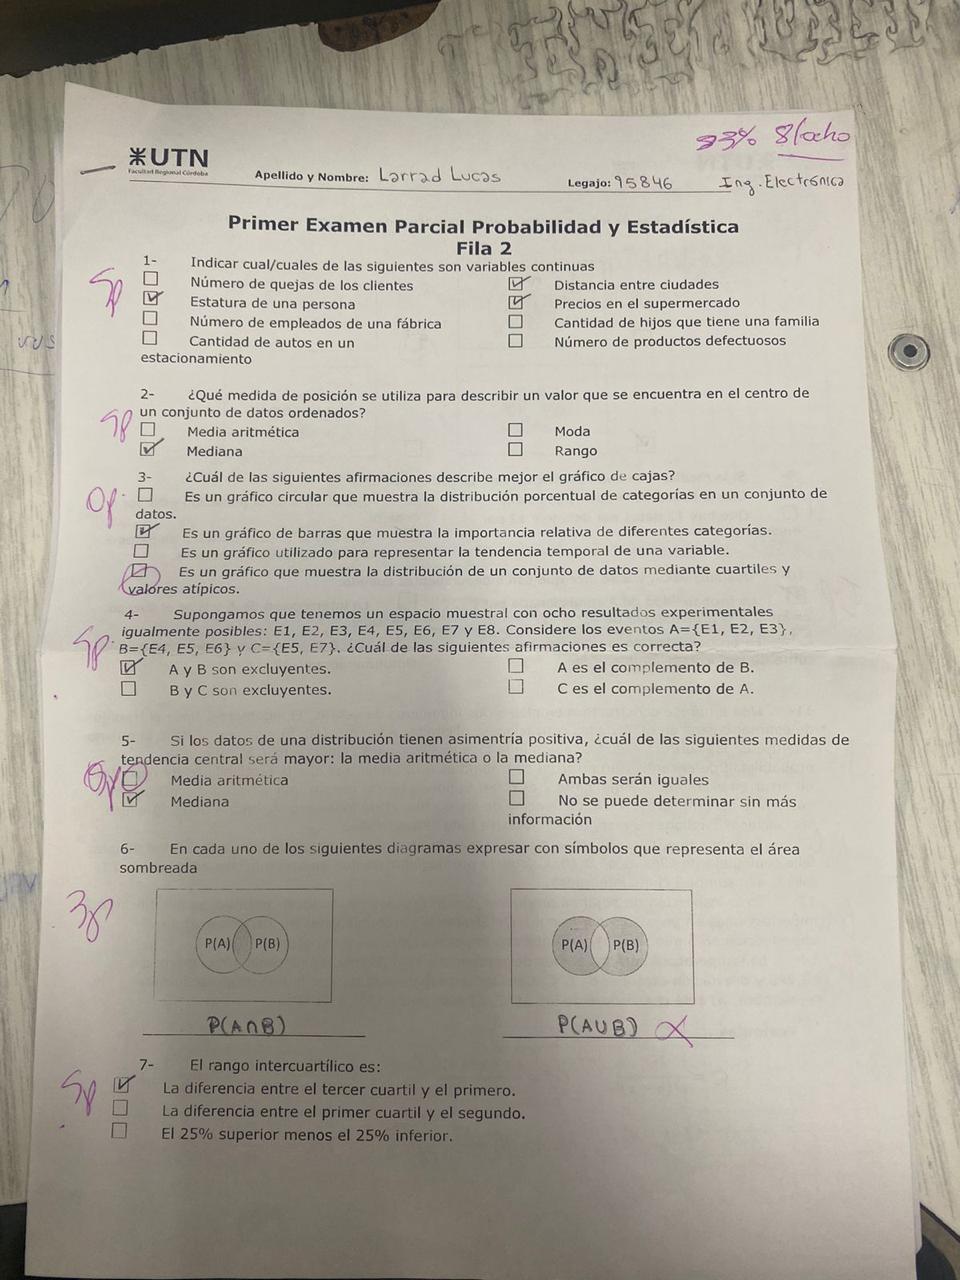 83% 8/ocho
UTN
Facultad Regional Córdoba
Apellido y Nombre: Larrad Lucas Legajo: 95846 Ing. Electrónica
Primer Examen Parcial Probabilidad y Estadística
Fila 2
1- Indicar cual/cuales de las siguientes son variables continuas
5p
Número de quejas de los clientes Distancia entre ciudades
Estatura de una persona Precios en el supermercado
Número de empleados de una fábrica Cantidad de hijos que tiene una familia
Cantidad de autos en un Número de productos defectuosos
estacionamiento
2- ¿Qué medida de posición se utiliza para describir un valor que se encuentra en el centro de
un conjunto de datos ordenados?
5p
Media aritmética Moda
Mediana Rango
3- ¿Cuál de las siguientes afirmaciones describe mejor el gráfico de cajas?
0p
Es un gráfico circular que muestra la distribución porcentual de categorías en un conjunto de
datos.
Es un gráfico de barras que muestra la importancia relativa de diferentes categorías.
Es un gráfico utilizado para representar la tendencia temporal de una variable.
Es un gráfico que muestra la distribución de un conjunto de datos mediante cuartiles y
valores atípicos.
4- Supongamos que tenemos un espacio muestral con ocho resultados experimentales
igualmente posibles: E1, E2, E3, E4, E5, E6, E7 y E8. Considere los eventos A={E1, E2, E3},
B={E4, E5, E6} y C={E5, E7}. ¿Cuál de las siguientes afirmaciones es correcta?
5p
A y B son excluyentes. A es el complemento de B.
B y C son excluyentes. C es el complemento de A.
5- Si los datos de una distribución tienen asimentría positiva, ¿cuál de las siguientes medidas de
tendencia central será mayor: la media aritmética o la mediana?
0p
Media aritmética Ambas serán iguales
Mediana No se puede determinar sin más
información
6- En cada uno de los siguientes diagramas expresar con símbolos que representa el área
sombreada
3p
P(A) P(B) P(A) P(B)
P(A∩B) P(A∪B)
7- El rango intercuartílico es:
5p
La diferencia entre el tercer cuartil y el primero.
La diferencia entre el primer cuartil y el segundo.
El 25% superior menos el 25% inferior.